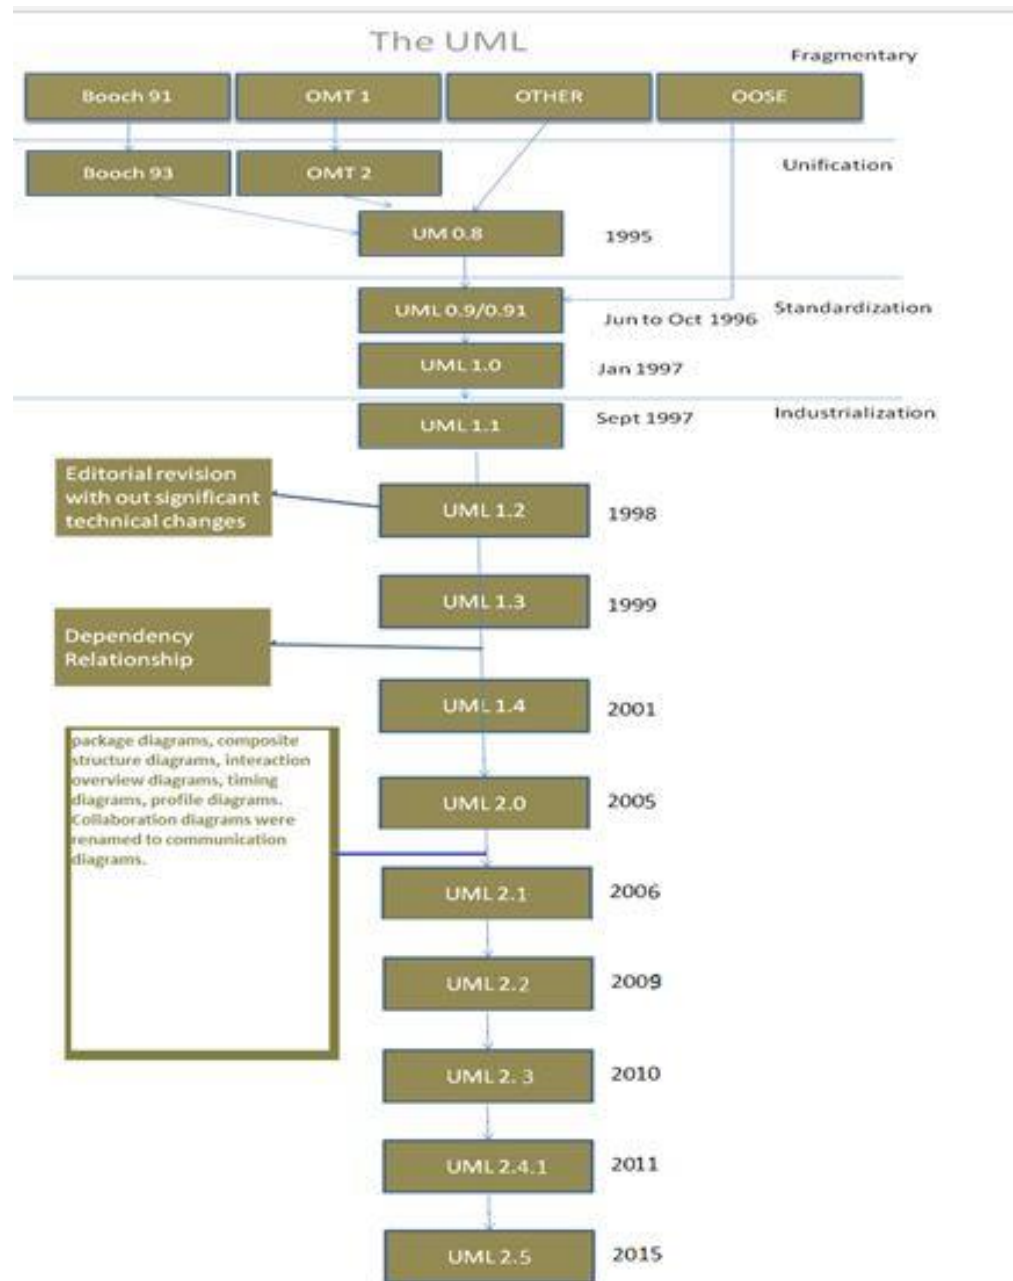 The UML
Fragmentary
Booch 91
OMT 1
OTHER
OOSE
Unification
Booch 93
OMT 2
UM 0.8
1995
UML 0.9/0.91
Jun to Oct 1996
Standardization
UML 1.0
Jan 1997
UML 1.1
Sept 1997
Industrialization
Editorial revision
with out significant
technical changes
UML 1.2
1998
UML 1.3
1999
Dependency
Relationship
UML 1.4
2001
package diagrams, composite
structure diagrams, interaction
overview diagrams, timing
diagrams, profile diagrams.
Collaboration diagrams were
renamed to communication
diagrams.
UML 2.0
2005
UML 2.1
2006
UML 2.2
2009
UML 2. 3
2010
UML 2.4.1
2011
UML 2.5
2015